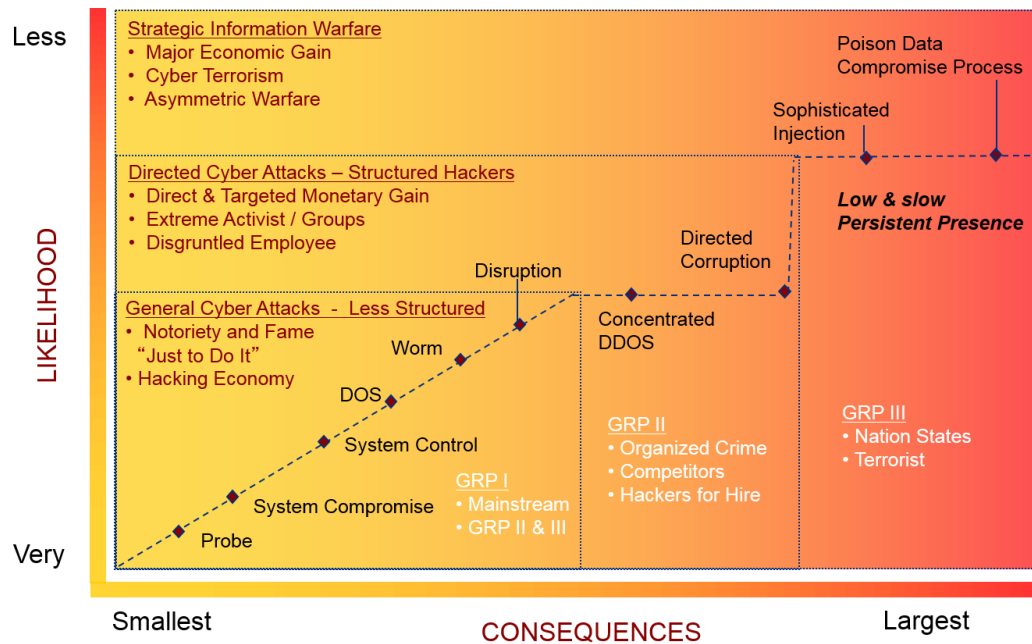 Less
Strategic Information Warfare
• Major Economic Gain
• Cyber Terrorism
• Asymmetric Warfare
Poison Data
Compromise Process
Sophisticated
Injection
Directed Cyber Attacks – Structured Hackers
• Direct & Targeted Monetary Gain
• Extreme Activist / Groups
• Disgruntled Employee
Low & slow
Persistent Presence
Directed
Corruption
Disruption
General Cyber Attacks - Less Structured
• Notoriety and Fame
“Just to Do It”
• Hacking Economy
Concentrated
DDOS
Worm
DOS
System Control
System Compromise
Probe
GRP I
• Mainstream
• GRP II & III
GRP II
• Organized Crime
• Competitors
• Hackers for Hire
GRP III
• Nation States
• Terrorist
LIKELIHOOD
Very
Smallest
CONSEQUENCES
Largest